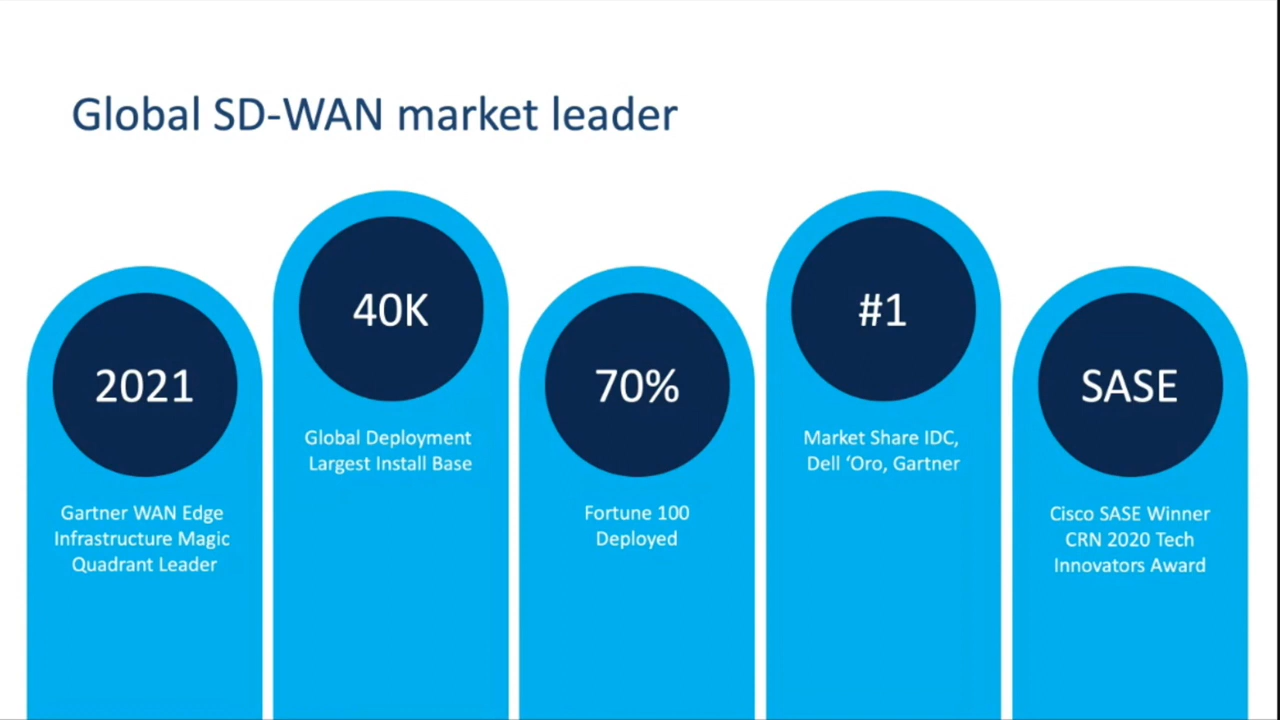 Global SD-WAN market leader
2021
Gartner WAN Edge
Infrastructure Magic
Quadrant Leader
40K
Global Deployment
Largest Install Base
70%
Fortune 100
Deployed
#1
Market Share IDC,
Dell ‘Oro, Gartner
SASE
Cisco SASE Winner
CRN 2020 Tech
Innovators Award